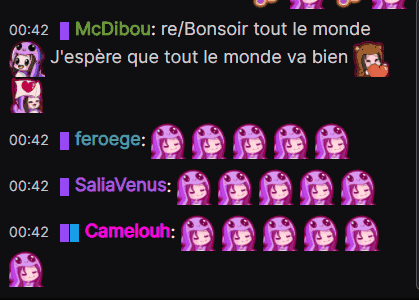 00:42 McDibou: re/Bonsoir tout le monde
J'espère que tout le monde va bien
00:42 feroege:
00:42 SaliaVenus:
00:42 Camelouh: